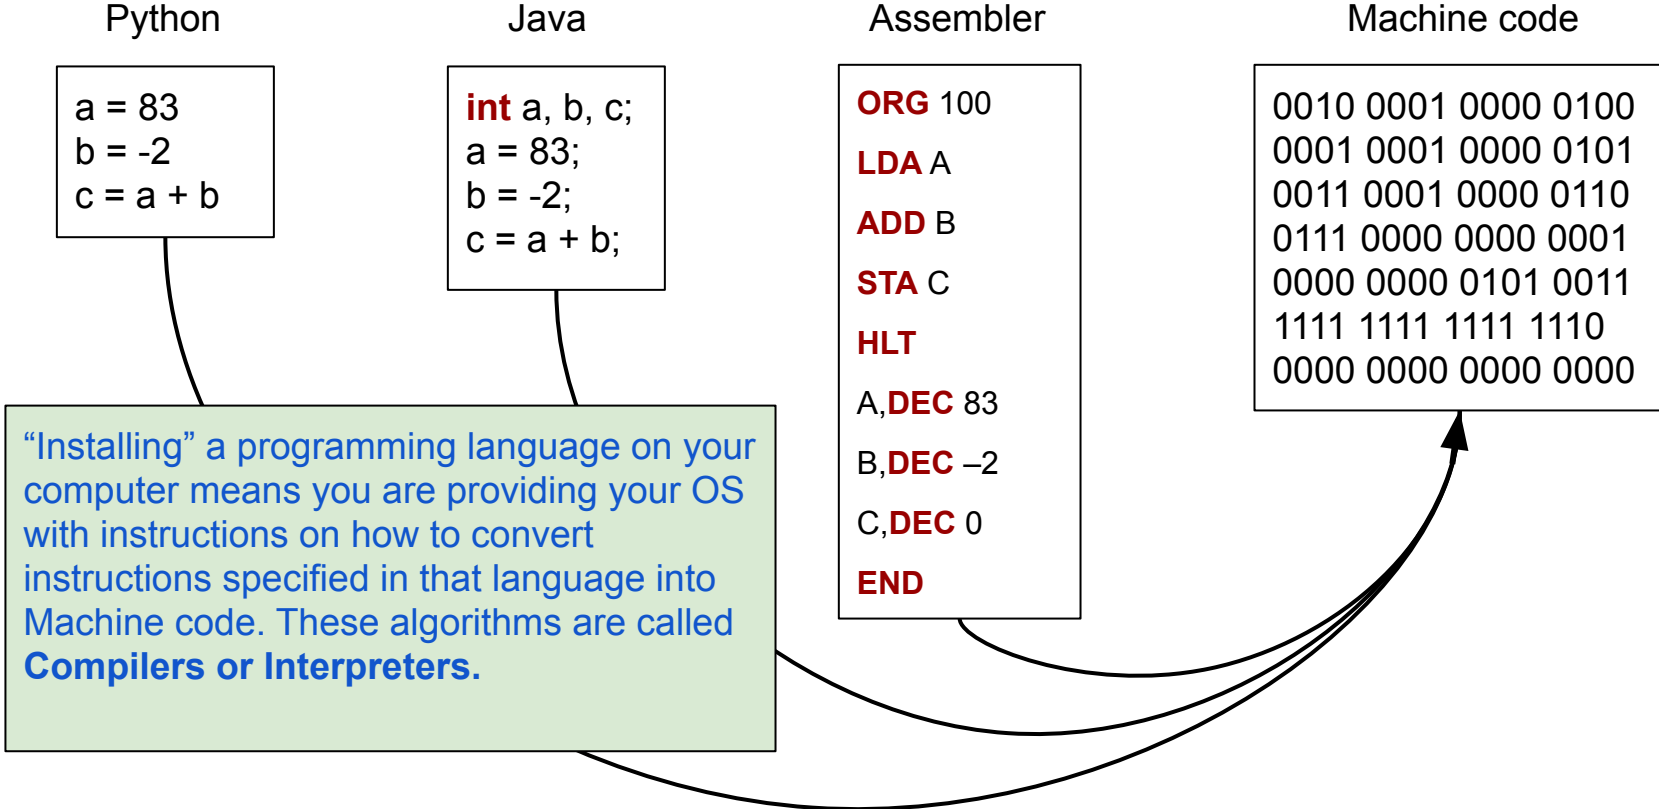 Python
a = 83
b = -2
c = a + b
Java
int a, b, c;
a = 83;
b = -2;
c = a + b;
Assembler
ORG 100
LDA A
ADD B
STA C
HLT
A,DEC 83
B,DEC –2
C,DEC 0
END
Machine code
0010 0001 0000 0100
0001 0001 0000 0101
0011 0001 0000 0110
0111 0000 0000 0001
0000 0000 0101 0011
1111 1111 1111 1110
0000 0000 0000 0000
“Installing” a programming language on your
computer means you are providing your OS
with instructions on how to convert
instructions specified in that language into
Machine code. These algorithms are called
Compilers or Interpreters.